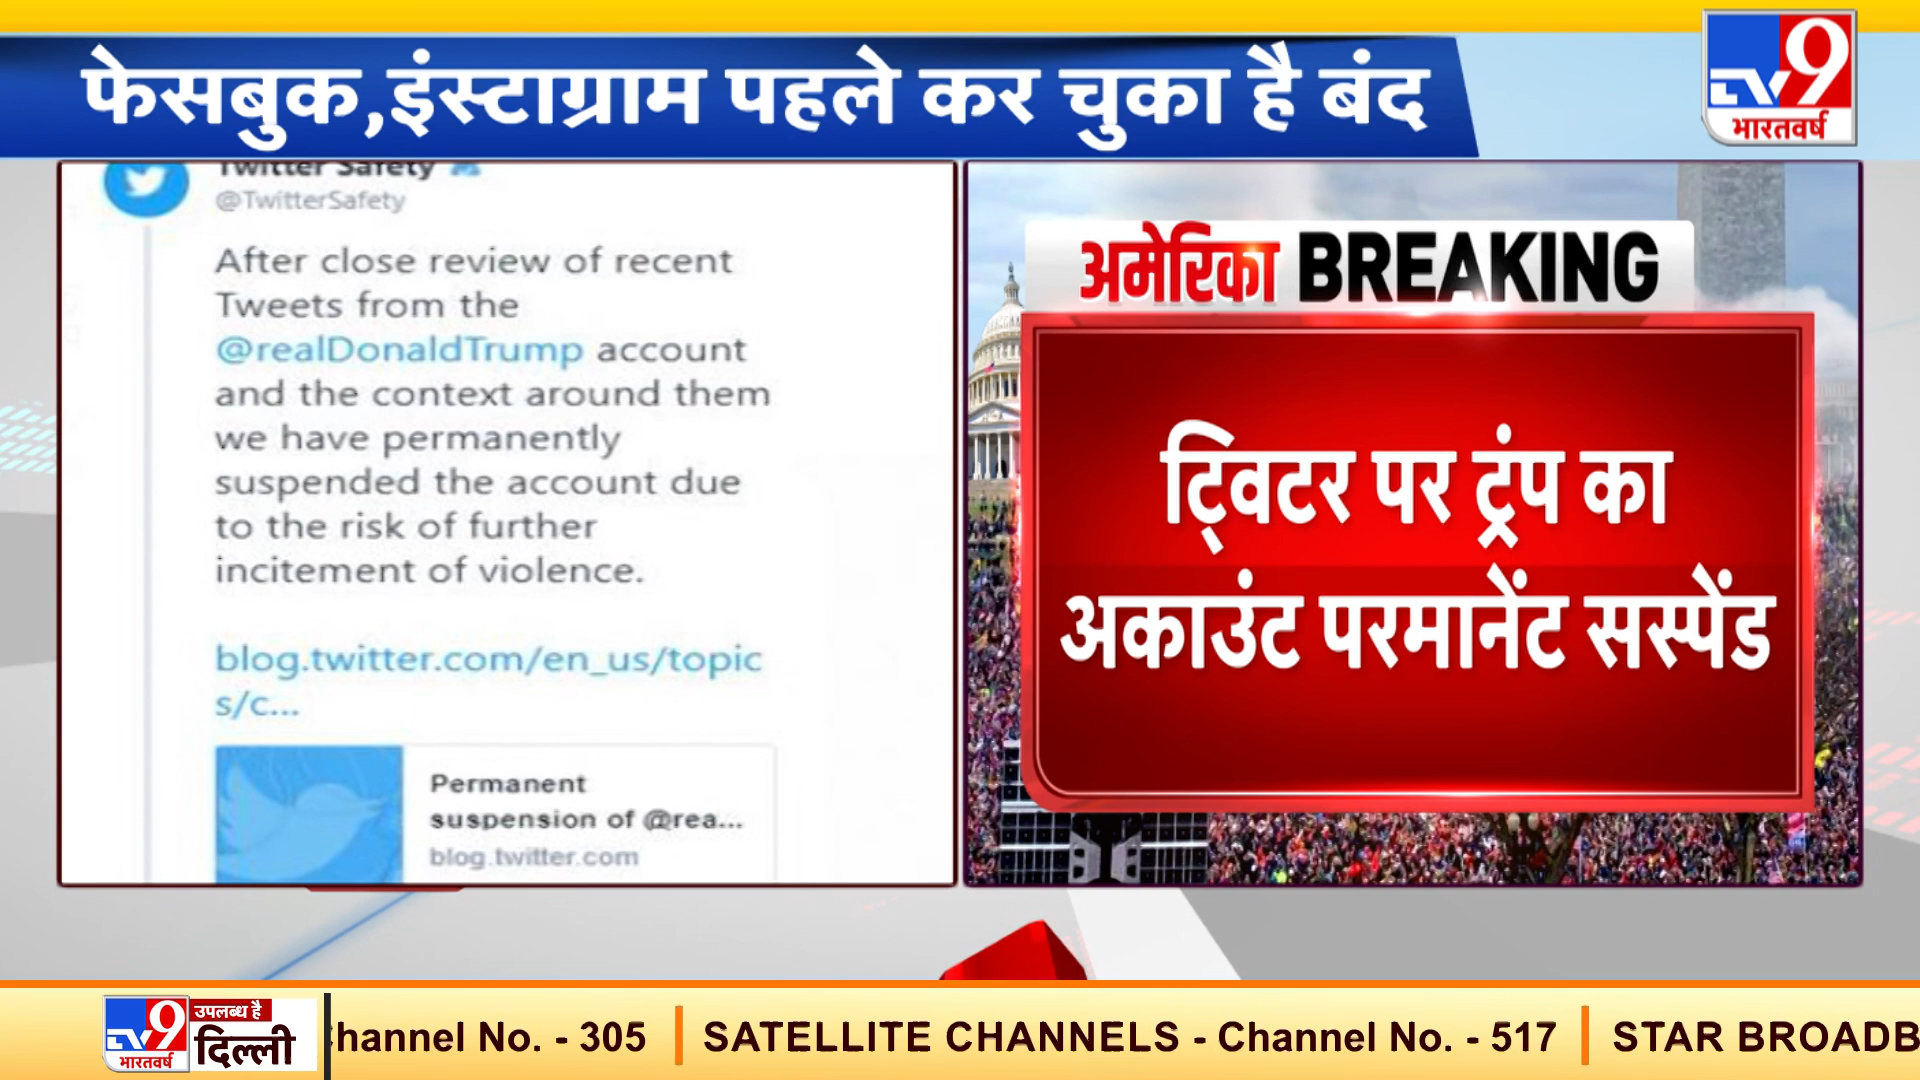 फेसबुक,इंस्टाग्राम पहले कर चुका है बंद
TV9
भारतवर्ष
Twitter Safety
@TwitterSafety
After close review of recent
Tweets from the
@realDonaldTrump account
and the context around them
we have permanently
suspended the account due
to the risk of further
incitement of violence.
blog.twitter.com/en_us/topic
s/c...
Permanent
suspension of @rea...
blog.twitter.com
अमेरिका BREAKING
ट्विटर पर ट्रंप का
अकाउंट परमानेंट सस्पेंड
TV9
भारतवर्ष
उपलब्ध है
दिल्ली
hannel No. - 305 | SATELLITE CHANNELS - Channel No. - 517 | STAR BROADB